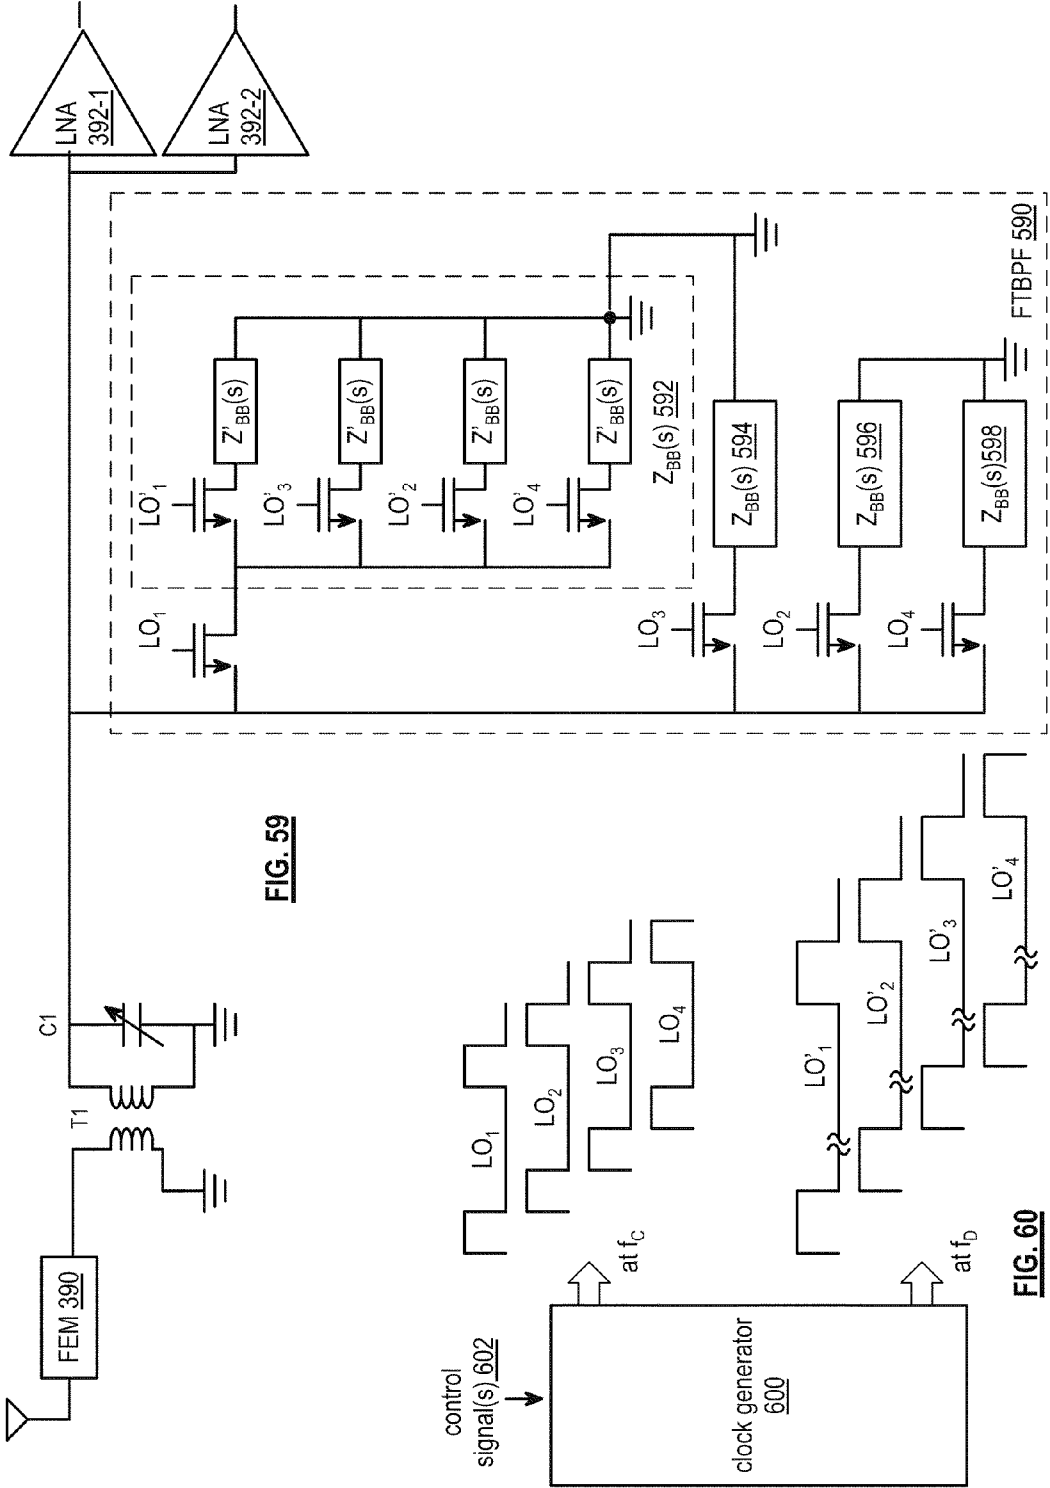 FEM 390
T1
C1
LNA
392-1
LNA
392-2
LO₁
LO'₁
Z'BB(s)
LO'₃
Z'BB(s)
LO'₂
Z'BB(s)
LO'₄
Z'BB(s)
ZBB(s) 592
LO₃
ZBB(s) 594
LO₂
ZBB(s) 596
LO₄
ZBB(s)598
FTBPF 590
FIG. 59
control
signal(s) 602
clock generator
600
at fC
at fD
LO₁
LO₂
LO₃
LO₄
LO'₁
LO'₂
LO'₃
LO'₄
FIG. 60